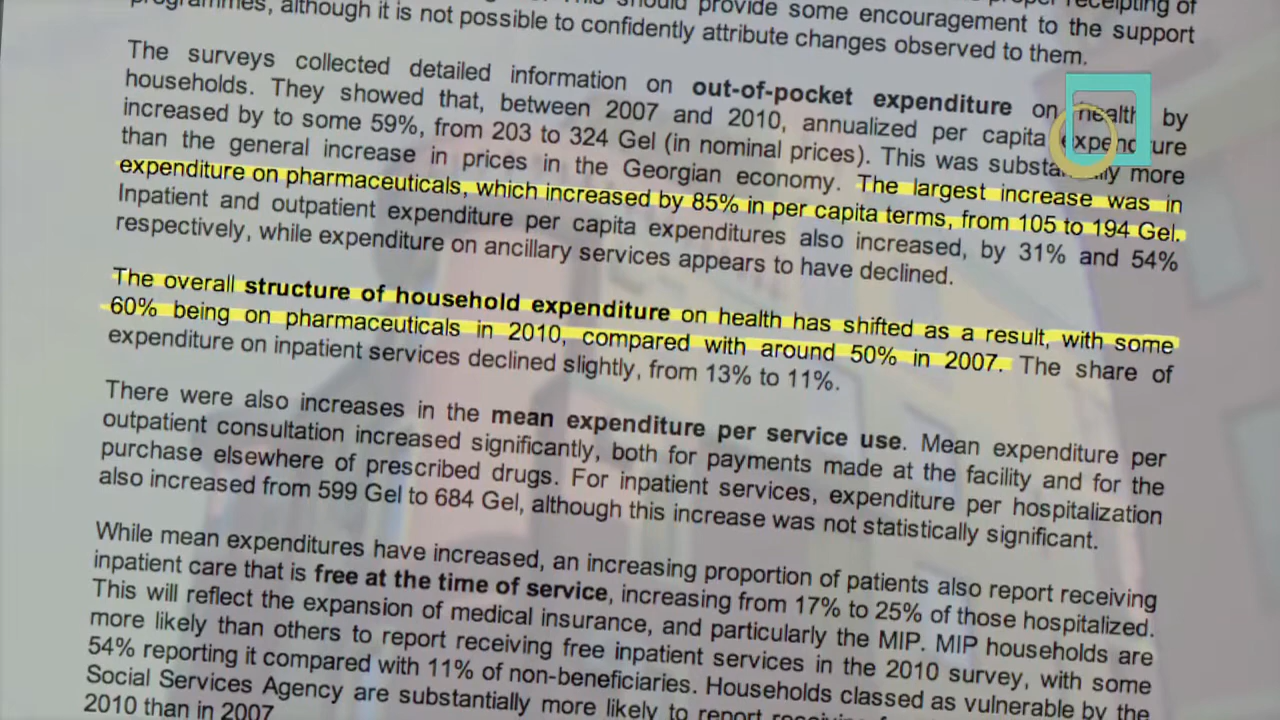 provide some encouragement to the support
programmes, although it is not possible to confidently attribute changes observed to them.
The surveys collected detailed information on out-of-pocket expenditure on health by
households. They showed that, between 2007 and 2010, annualized per capita expenditure
increased by to some 59%, from 203 to 324 Gel (in nominal prices). This was substantially more
than the general increase in prices in the Georgian economy. The largest increase was in
expenditure on pharmaceuticals, which increased by 85% in per capita terms, from 105 to 194 Gel.
Inpatient and outpatient expenditure per capita expenditures also increased, by 31% and 54%
respectively, while expenditure on ancillary services appears to have declined.
The overall structure of household expenditure on health has shifted as a result, with some
60% being on pharmaceuticals in 2010, compared with around 50% in 2007. The share of
expenditure on inpatient services declined slightly, from 13% to 11%.
There were also increases in the mean expenditure per service use. Mean expenditure per
outpatient consultation increased significantly, both for payments made at the facility and for the
purchase elsewhere of prescribed drugs. For inpatient services, expenditure per hospitalization
also increased from 599 Gel to 684 Gel, although this increase was not statistically significant.
While mean expenditures have increased, an increasing proportion of patients also report receiving
inpatient care that is free at the time of service, increasing from 17% to 25% of those hospitalized.
This will reflect the expansion of medical insurance, and particularly the MIP. MIP households are
more likely than others to report receiving free inpatient services in the 2010 survey, with some
54% reporting it compared with 11% of non-beneficiaries. Households classed as vulnerable by the
Social Services Agency are substantially more likely to report
2010 than in 2007